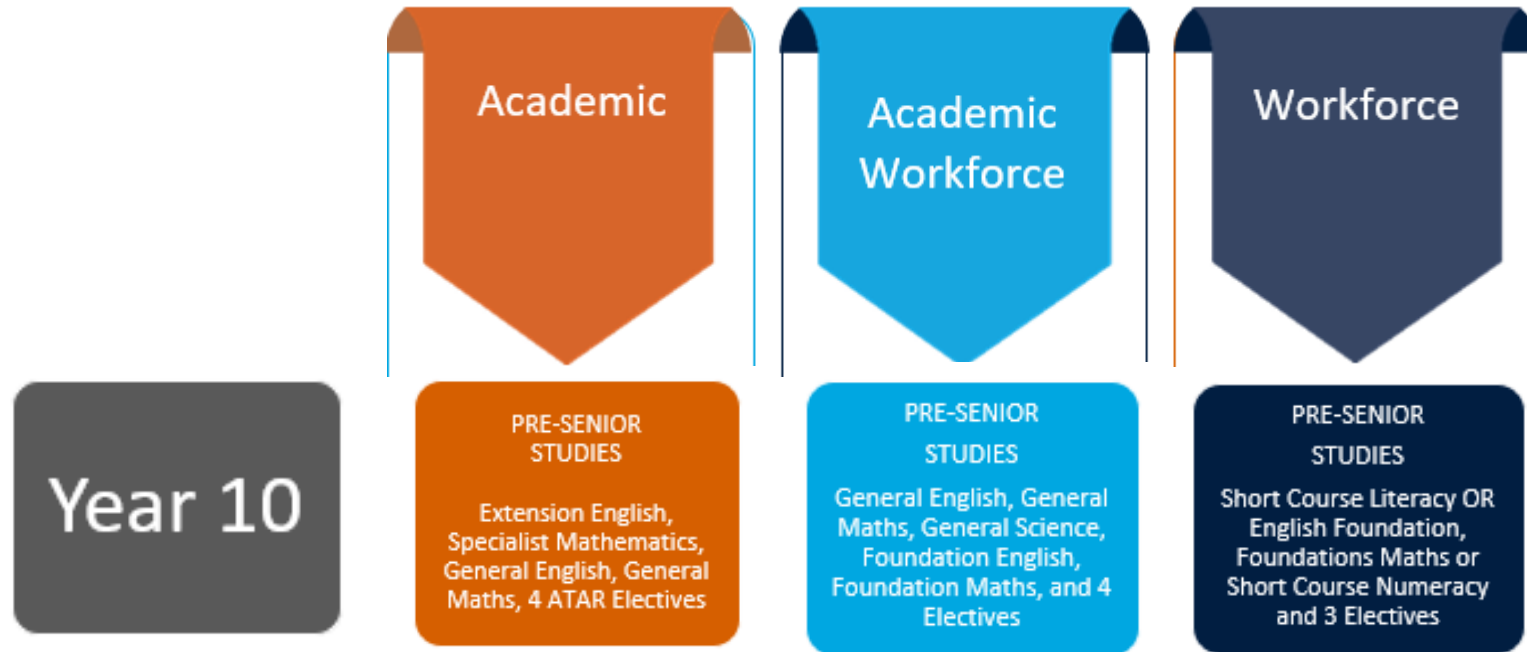 Academic
Academic
Workforce
Workforce
Year 10
PRE-SENIOR
STUDIES
Extension English,
Specialist Mathematics,
General English, General
Maths, 4 ATAR Electives
PRE-SENIOR
STUDIES
General English, General
Maths, General Science,
Foundation English,
Foundation Maths, and 4
Electives
PRE-SENIOR
STUDIES
Short Course Literacy OR
English Foundation,
Foundations Maths or
Short Course Numeracy
and 3 Electives